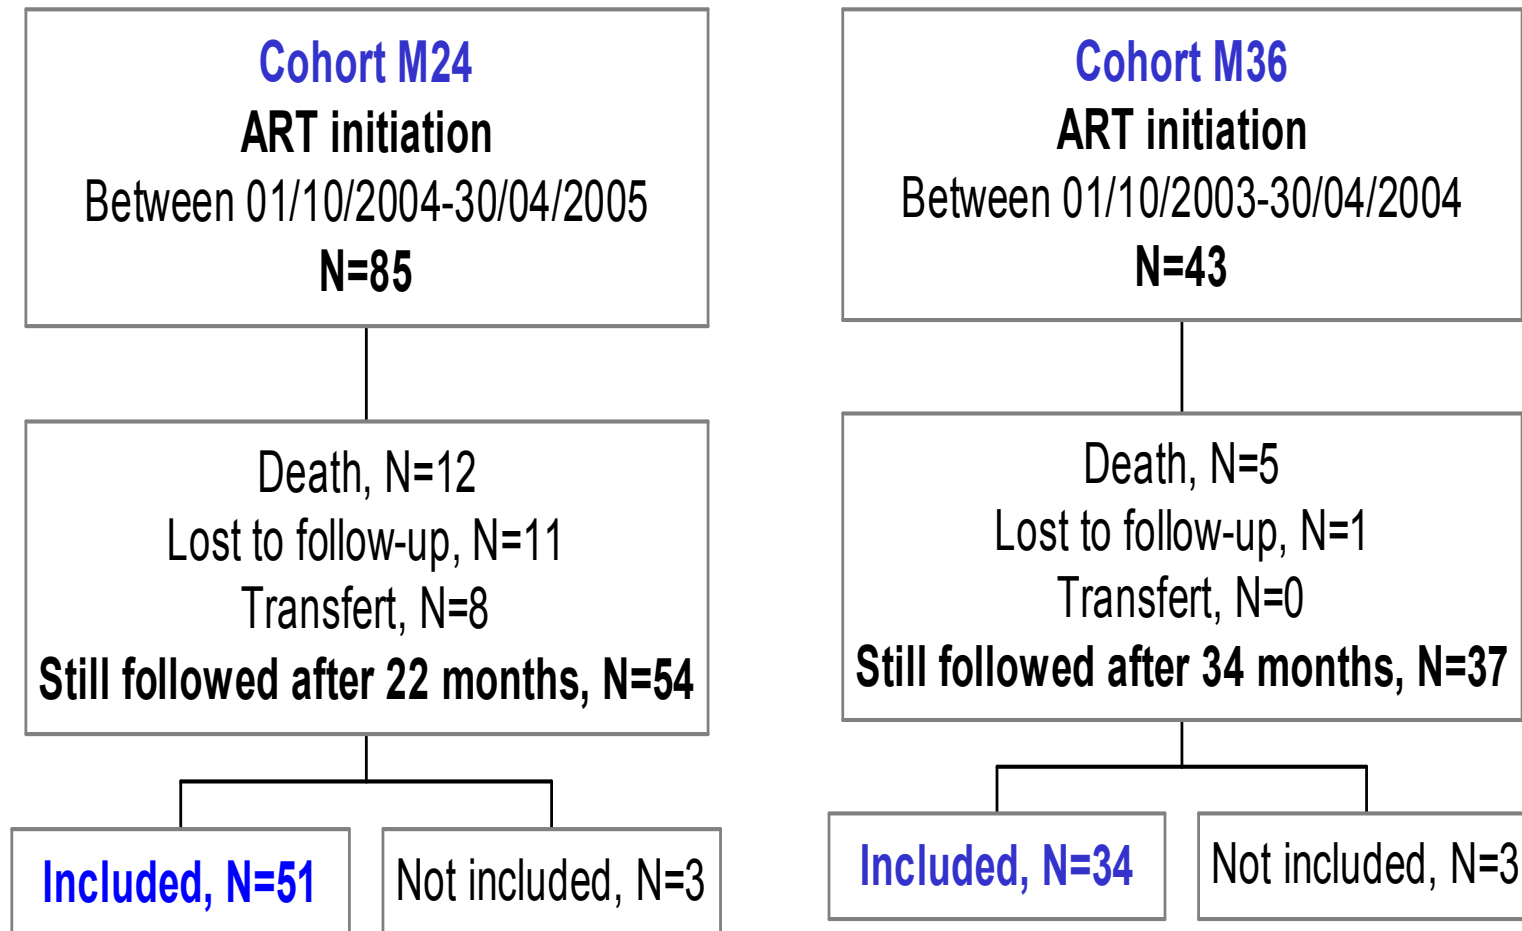 Cohort M24
ART initiation
Between 01/10/2004-30/04/2005
N=85
Death, N=12
Lost to follow-up, N=11
Transfert, N=8
Still followed after 22 months, N=54
Included, N=51
Not included, N=3
Cohort M36
ART initiation
Between 01/10/2003-30/04/2004
N=43
Death, N=5
Lost to follow-up, N=1
Transfert, N=0
Still followed after 34 months, N=37
Included, N=34
Not included, N=3